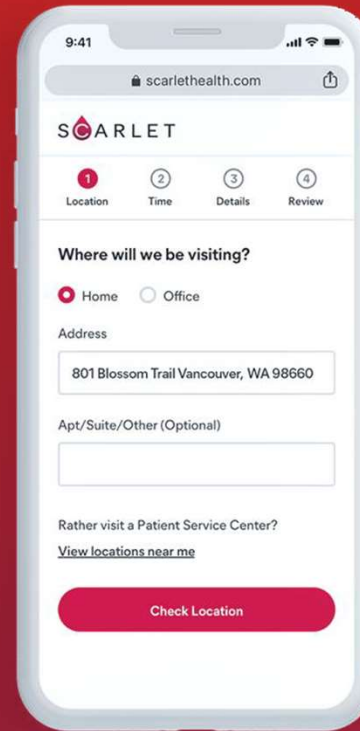 9:41
scarlethealth.com
SCARLET
1 2 3 4
Location Time Details Review
Where will we be visiting?
Home Office
Address
801 Blossom Trail Vancouver, WA 98660
Apt/Suite/Other (Optional)
Rather visit a Patient Service Center?
View locations near me
Check Location